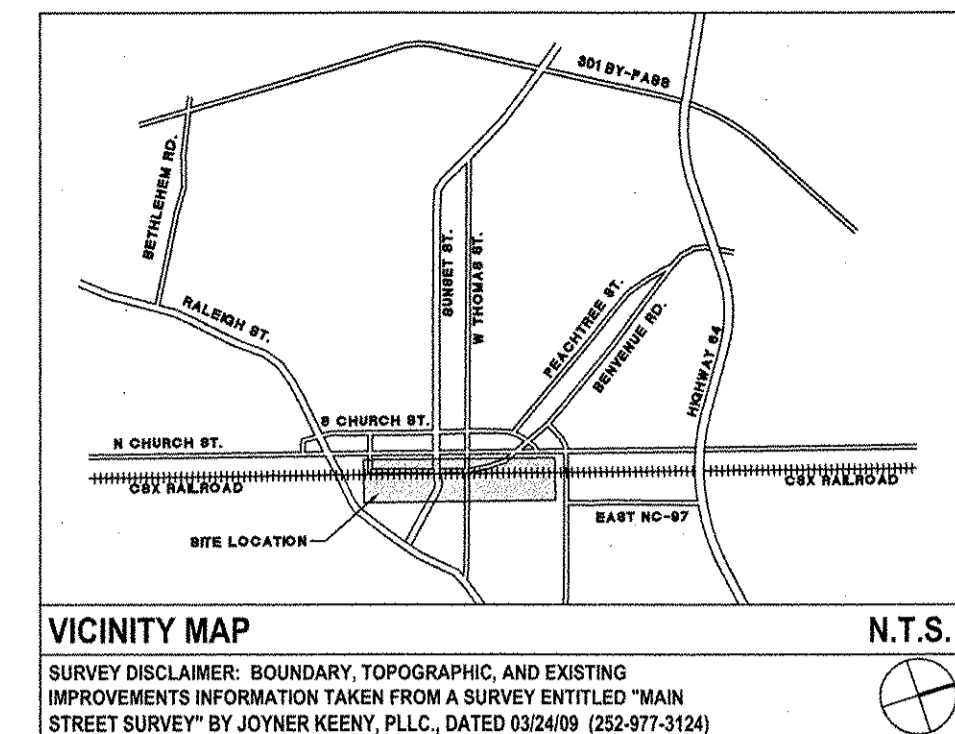 301 BY-PASS
BETHLEHEM RD.
SUNSET ST.
W THOMAS ST.
PEACHTREE ST.
BENVENUE RD.
RALEIGH ST.
HIGHWAY 64
S CHURCH ST.
N CHURCH ST.
CSX RAILROAD
CSX RAILROAD
EAST NC-97
SITE LOCATION
VICINITY MAP
N.T.S.
SURVEY DISCLAIMER: BOUNDARY, TOPOGRAPHIC, AND EXISTING
IMPROVEMENTS INFORMATION TAKEN FROM A SURVEY ENTITLED "MAIN
STREET SURVEY" BY JOYNER KEENY, PLLC., DATED 03/24/09 (252-977-3124)